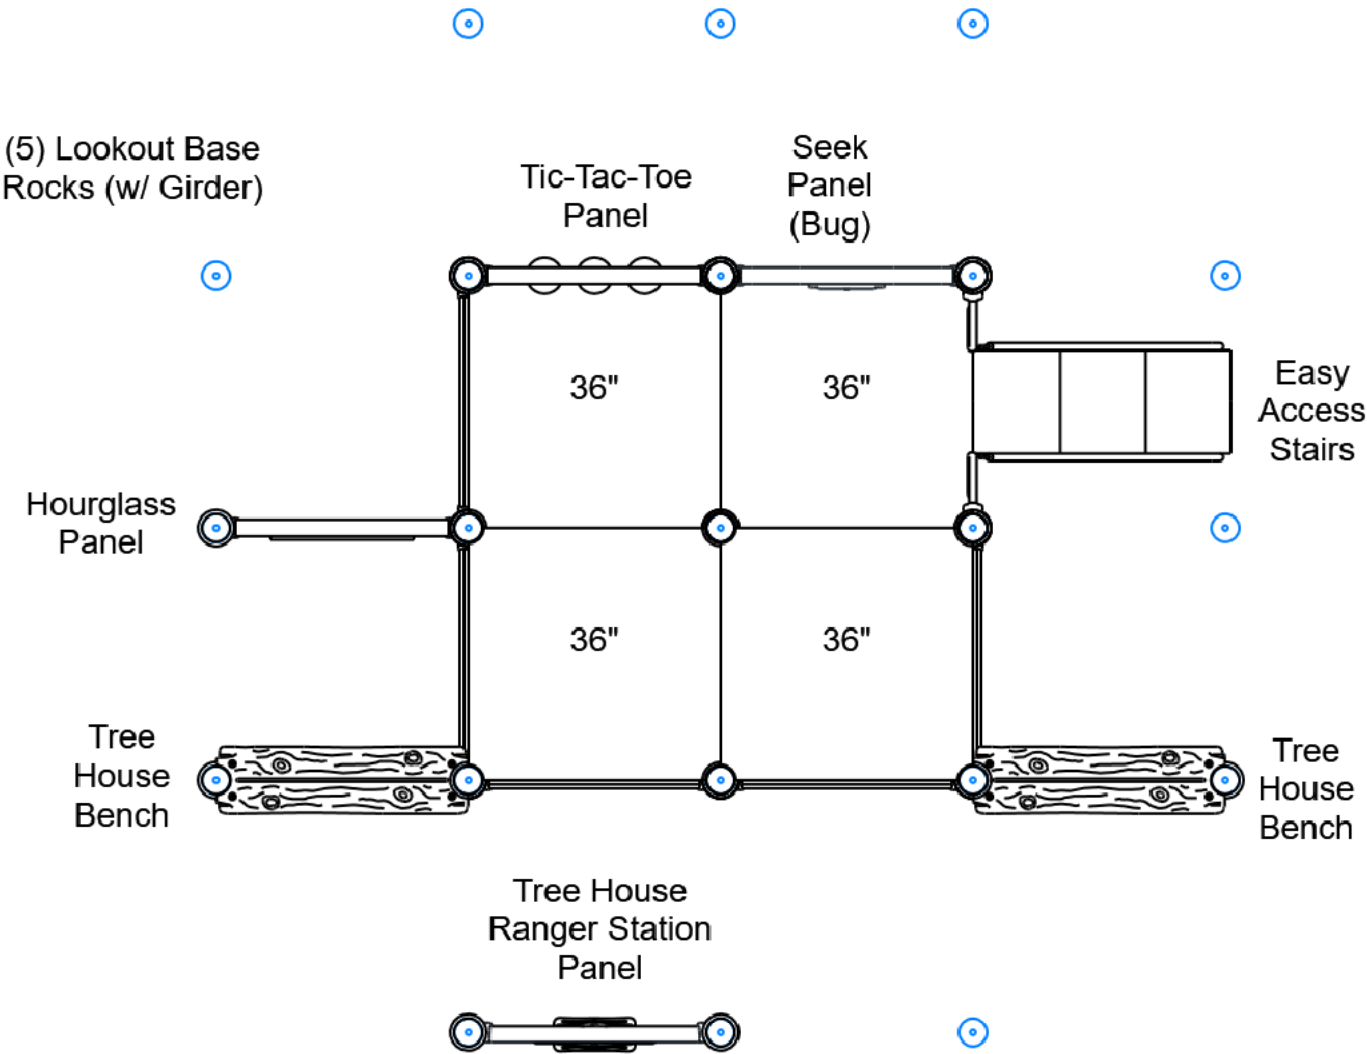 (5) Lookout Base
Rocks (w/ Girder)
Tic-Tac-Toe
Panel
Seek
Panel
(Bug)
36"
36"
Easy
Access
Stairs
Hourglass
Panel
36"
36"
Tree
House
Bench
Tree
House
Bench
Tree House
Ranger Station
Panel